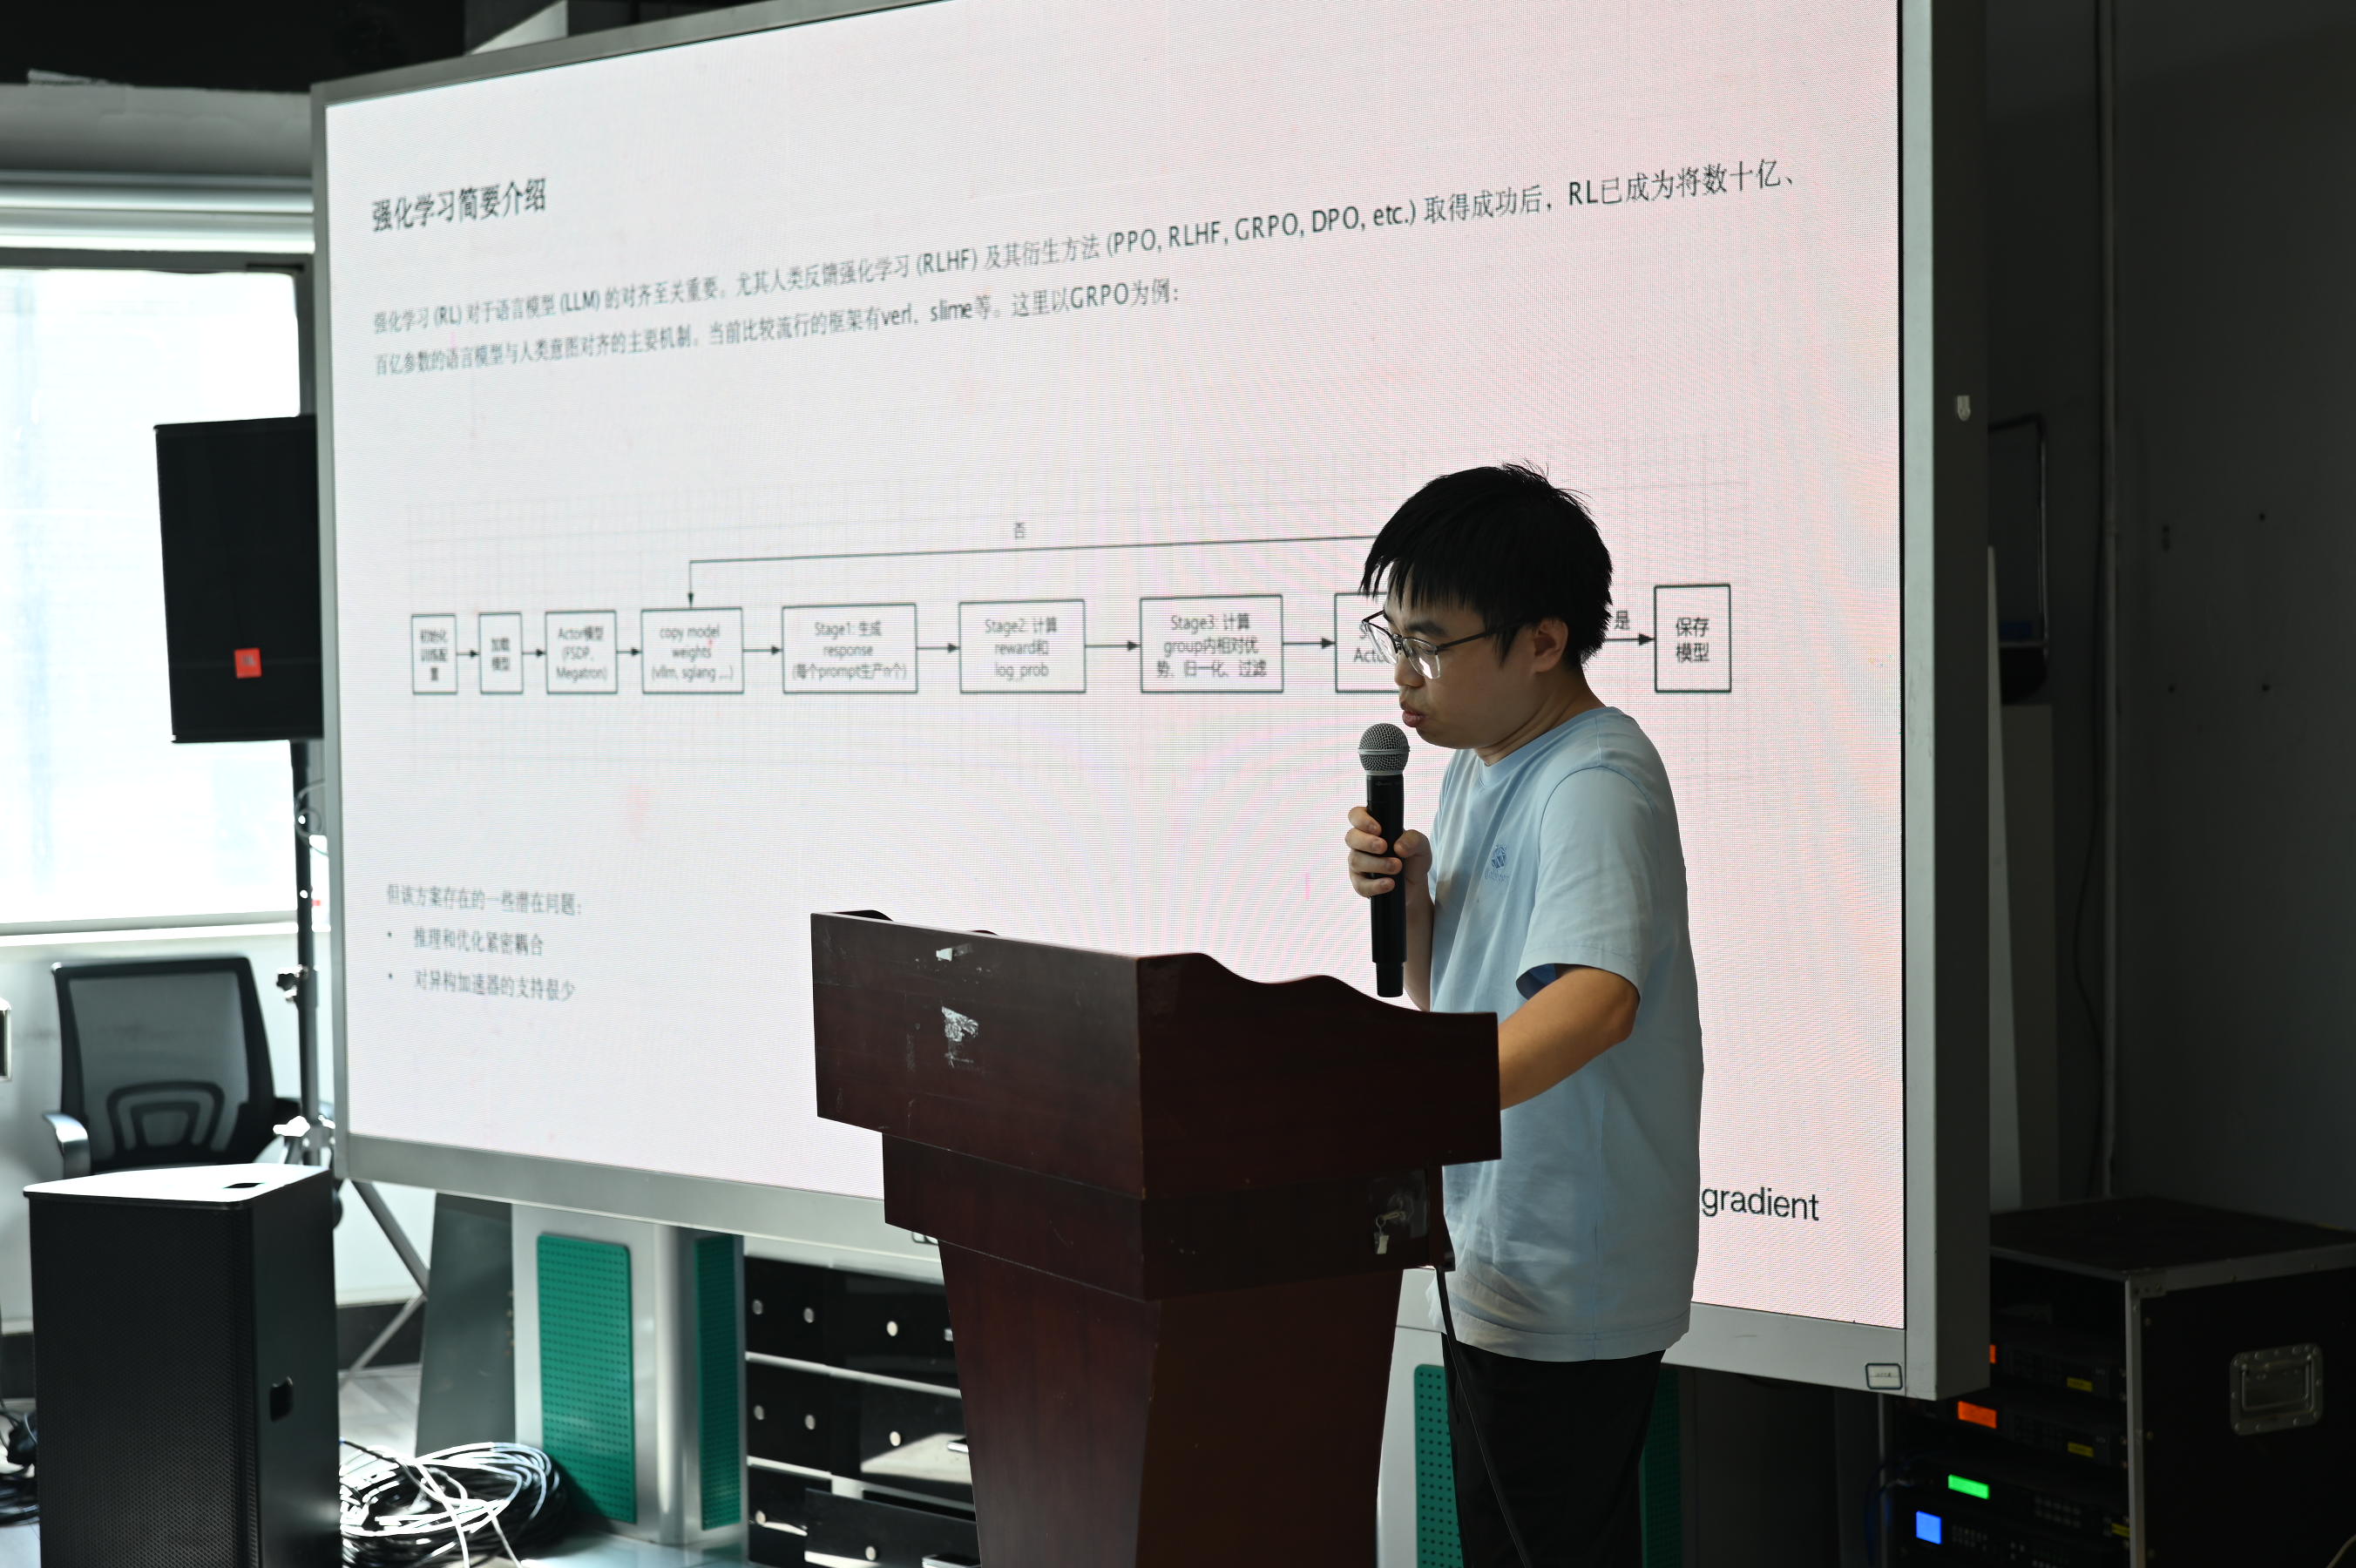 强化学习简要介绍
强化学习 (RL) 对于语言模型 (LLM) 的对齐至关重要。尤其人类反馈强化学习 (RLHF) 及其衍生方法 (PPO, RLHF, GRPO, DPO, etc.) 取得成功后，RL已成为将数十亿、
百亿参数的语言模型与人类意图对齐的主要机制。当前比较流行的框架有verl、slime等。这里以GRPO为例：
否
初始化
训练配
置
加载
模型
Actor模型
(FSDP、
Megatron)
copy model
weights
(vllm, sglang ...)
Stage1: 生成
response
(每个prompt生产n个)
Stage2: 计算
reward和
log_prob
Stage3: 计算
group内相对优
势、归一化、过滤
是
保存
模型
但该方案存在的一些潜在问题：
• 推理和优化紧密耦合
• 对异构加速器的支持很少
gradient